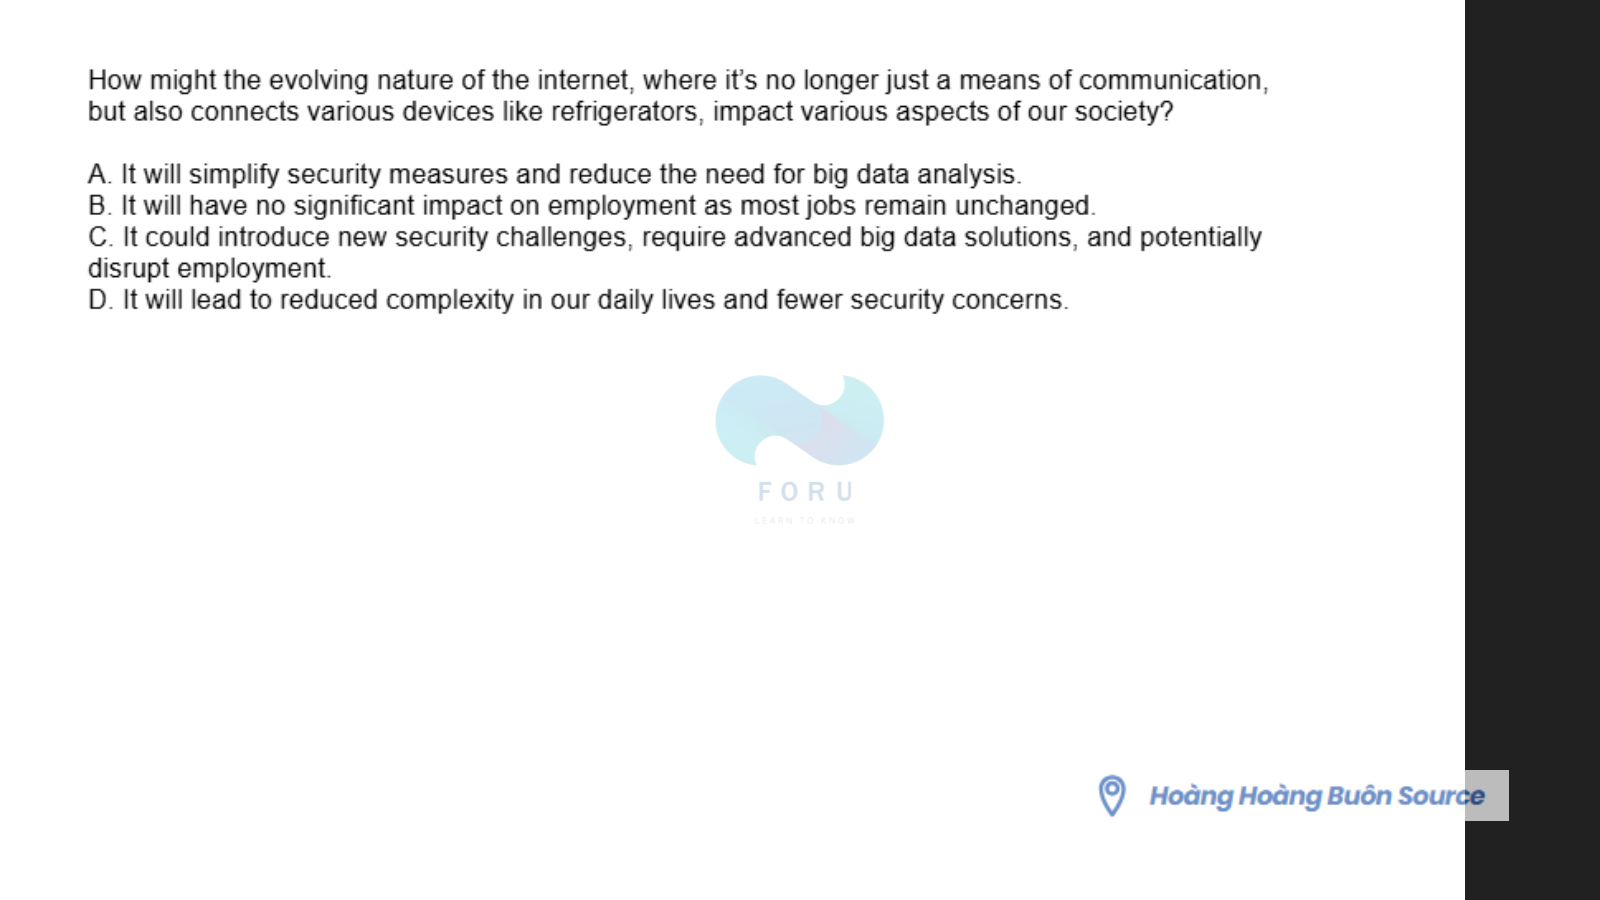 How might the evolving nature of the internet, where it’s no longer just a means of communication,
but also connects various devices like refrigerators, impact various aspects of our society?
A. It will simplify security measures and reduce the need for big data analysis.
B. It will have no significant impact on employment as most jobs remain unchanged.
C. It could introduce new security challenges, require advanced big data solutions, and potentially
disrupt employment.
D. It will lead to reduced complexity in our daily lives and fewer security concerns.
FORU
LEARN TO KNOW
Hoàng Hoàng Buôn Source